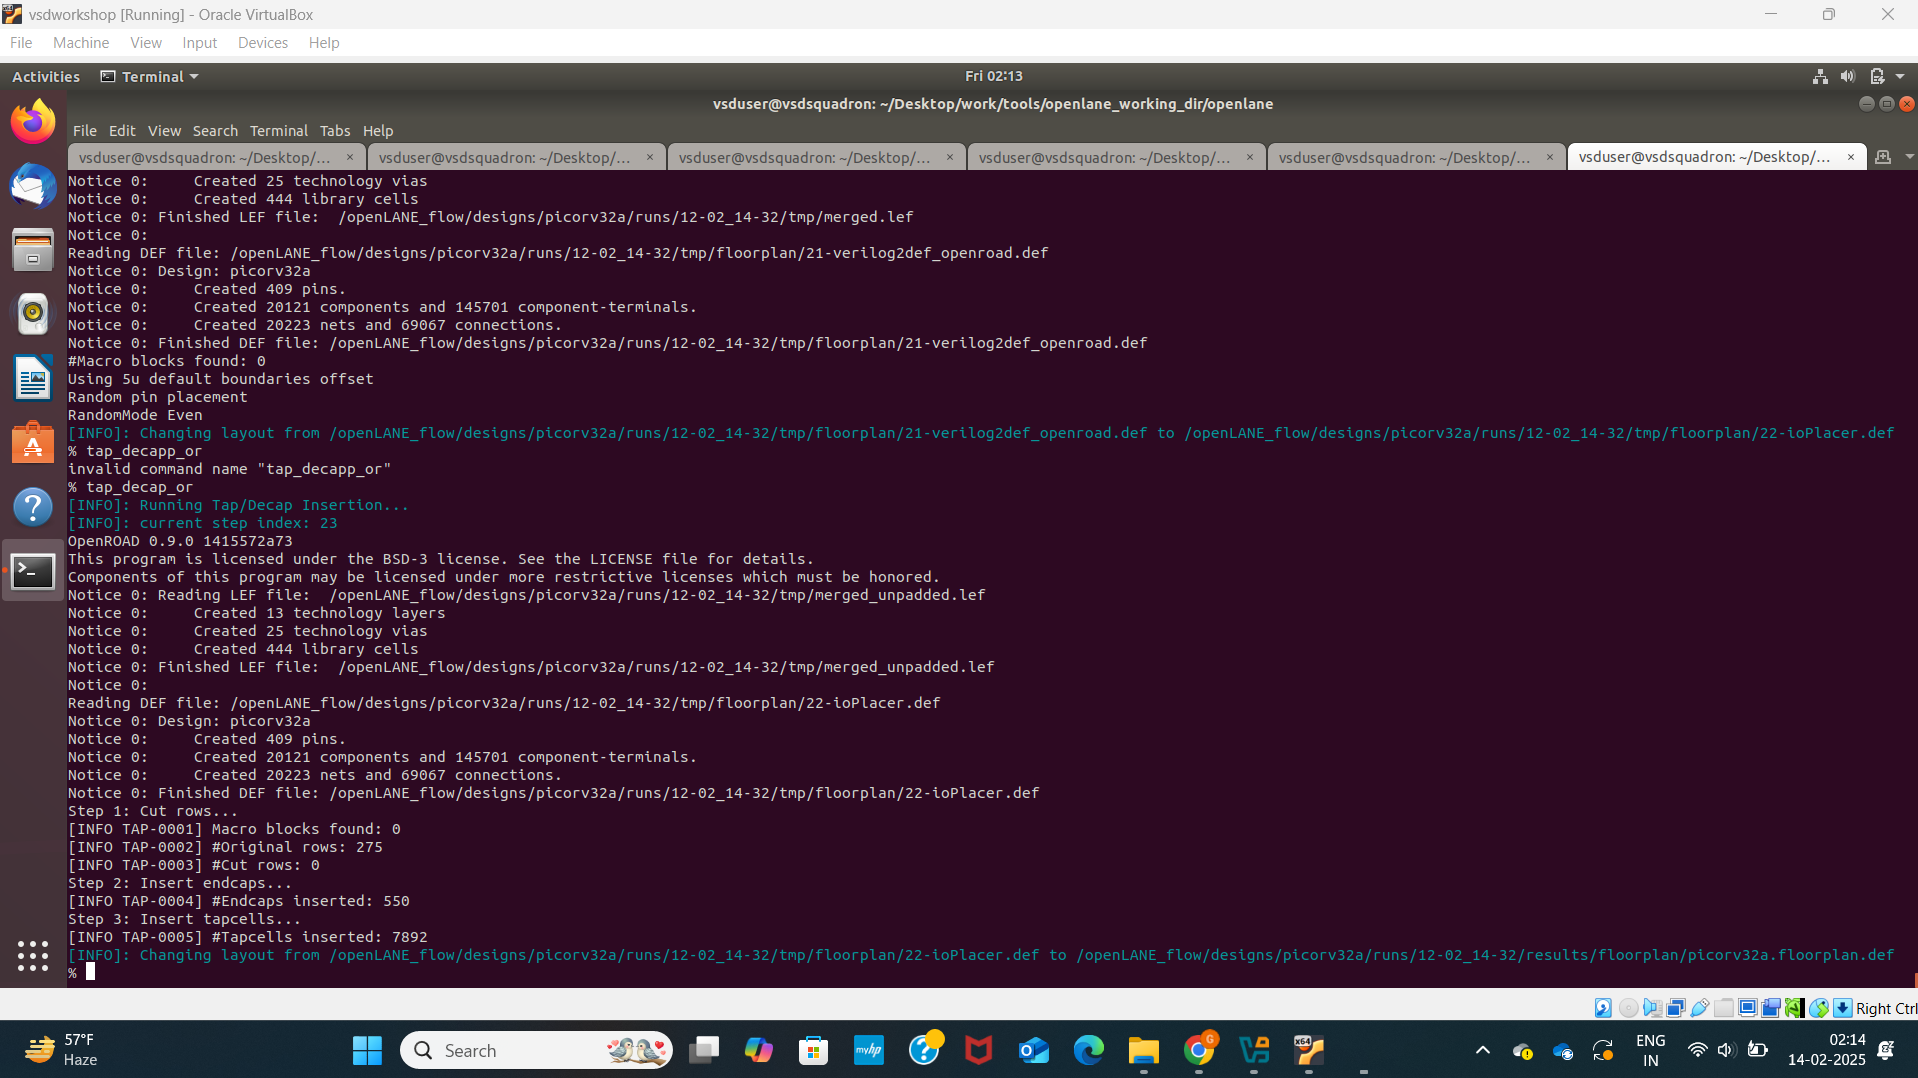 vsdworkshop [Running] - Oracle VirtualBox
File Machine View Input Devices Help
Activities Terminal Fri 02:13
vsduser@vsdsquadron: ~/Desktop/work/tools/openlane_working_dir/openlane
File Edit View Search Terminal Tabs Help
vsduser@vsdsquadron: ~/Desktop/... × vsduser@vsdsquadron: ~/Desktop/... × vsduser@vsdsquadron: ~/Desktop/... × vsduser@vsdsquadron: ~/Desktop/... × vsduser@vsdsquadron: ~/Desktop/... × vsduser@vsdsquadron: ~/Desktop/... ×
Notice 0:     Created 25 technology vias
Notice 0:     Created 444 library cells
Notice 0: Finished LEF file:  /openLANE_flow/designs/picorv32a/runs/12-02_14-32/tmp/merged.lef
Notice 0:
Reading DEF file: /openLANE_flow/designs/picorv32a/runs/12-02_14-32/tmp/floorplan/21-verilog2def_openroad.def
Notice 0: Design: picorv32a
Notice 0:     Created 409 pins.
Notice 0:     Created 20121 components and 145701 component-terminals.
Notice 0:     Created 20223 nets and 69067 connections.
Notice 0: Finished DEF file: /openLANE_flow/designs/picorv32a/runs/12-02_14-32/tmp/floorplan/21-verilog2def_openroad.def
#Macro blocks found: 0
Using 5u default boundaries offset
Random pin placement
RandomMode Even
[INFO]: Changing layout from /openLANE_flow/designs/picorv32a/runs/12-02_14-32/tmp/floorplan/21-verilog2def_openroad.def to /openLANE_flow/designs/picorv32a/runs/12-02_14-32/tmp/floorplan/22-ioPlacer.def
% tap_decapp_or
invalid command name "tap_decapp_or"
% tap_decap_or
[INFO]: Running Tap/Decap Insertion...
[INFO]: current step index: 23
OpenROAD 0.9.0 1415572a73
This program is licensed under the BSD-3 license. See the LICENSE file for details.
Components of this program may be licensed under more restrictive licenses which must be honored.
Notice 0: Reading LEF file:  /openLANE_flow/designs/picorv32a/runs/12-02_14-32/tmp/merged_unpadded.lef
Notice 0:     Created 13 technology layers
Notice 0:     Created 25 technology vias
Notice 0:     Created 444 library cells
Notice 0: Finished LEF file:  /openLANE_flow/designs/picorv32a/runs/12-02_14-32/tmp/merged_unpadded.lef
Notice 0:
Reading DEF file: /openLANE_flow/designs/picorv32a/runs/12-02_14-32/tmp/floorplan/22-ioPlacer.def
Notice 0: Design: picorv32a
Notice 0:     Created 409 pins.
Notice 0:     Created 20121 components and 145701 component-terminals.
Notice 0:     Created 20223 nets and 69067 connections.
Notice 0: Finished DEF file: /openLANE_flow/designs/picorv32a/runs/12-02_14-32/tmp/floorplan/22-ioPlacer.def
Step 1: Cut rows...
[INFO TAP-0001] Macro blocks found: 0
[INFO TAP-0002] #Original rows: 275
[INFO TAP-0003] #Cut rows: 0
Step 2: Insert endcaps...
[INFO TAP-0004] #Endcaps inserted: 550
Step 3: Insert tapcells...
[INFO TAP-0005] #Tapcells inserted: 7892
[INFO]: Changing layout from /openLANE_flow/designs/picorv32a/runs/12-02_14-32/tmp/floorplan/22-ioPlacer.def to /openLANE_flow/designs/picorv32a/runs/12-02_14-32/results/floorplan/picorv32a.floorplan.def
%
Right Ctrl
57°F
Haze
Search
myhp
x64
G
ENG
IN
02:14
14-02-2025